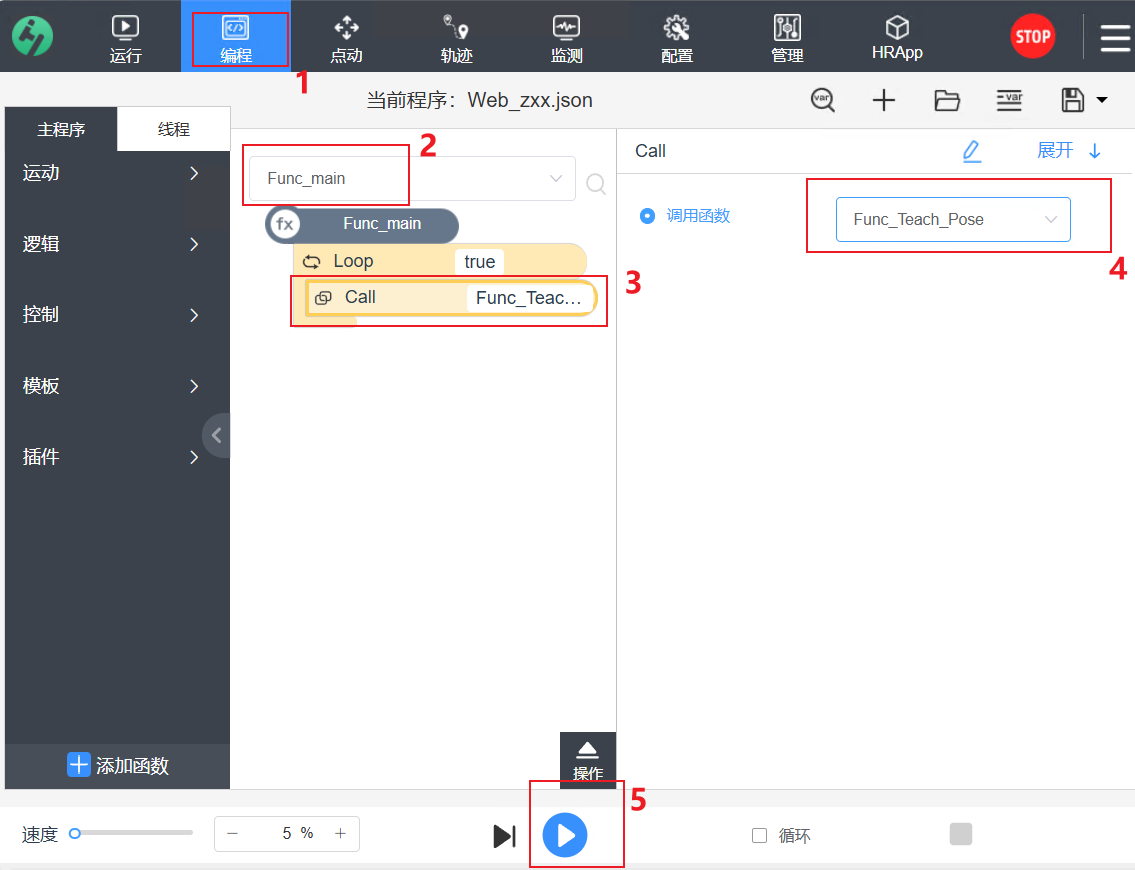 运行
编程
点动
轨迹
监测
配置
管理
HRApp
STOP
1
当前程序：Web_zxx.json
var
var
主程序
线程
运动
逻辑
控制
模板
插件
添加函数
2
Func_main
fx Func_main
Loop true
Call Func_Teac...
3
操作
Call
展开
调用函数
Func_Teach_Pose
4
5
速度
− 5 % +
循环